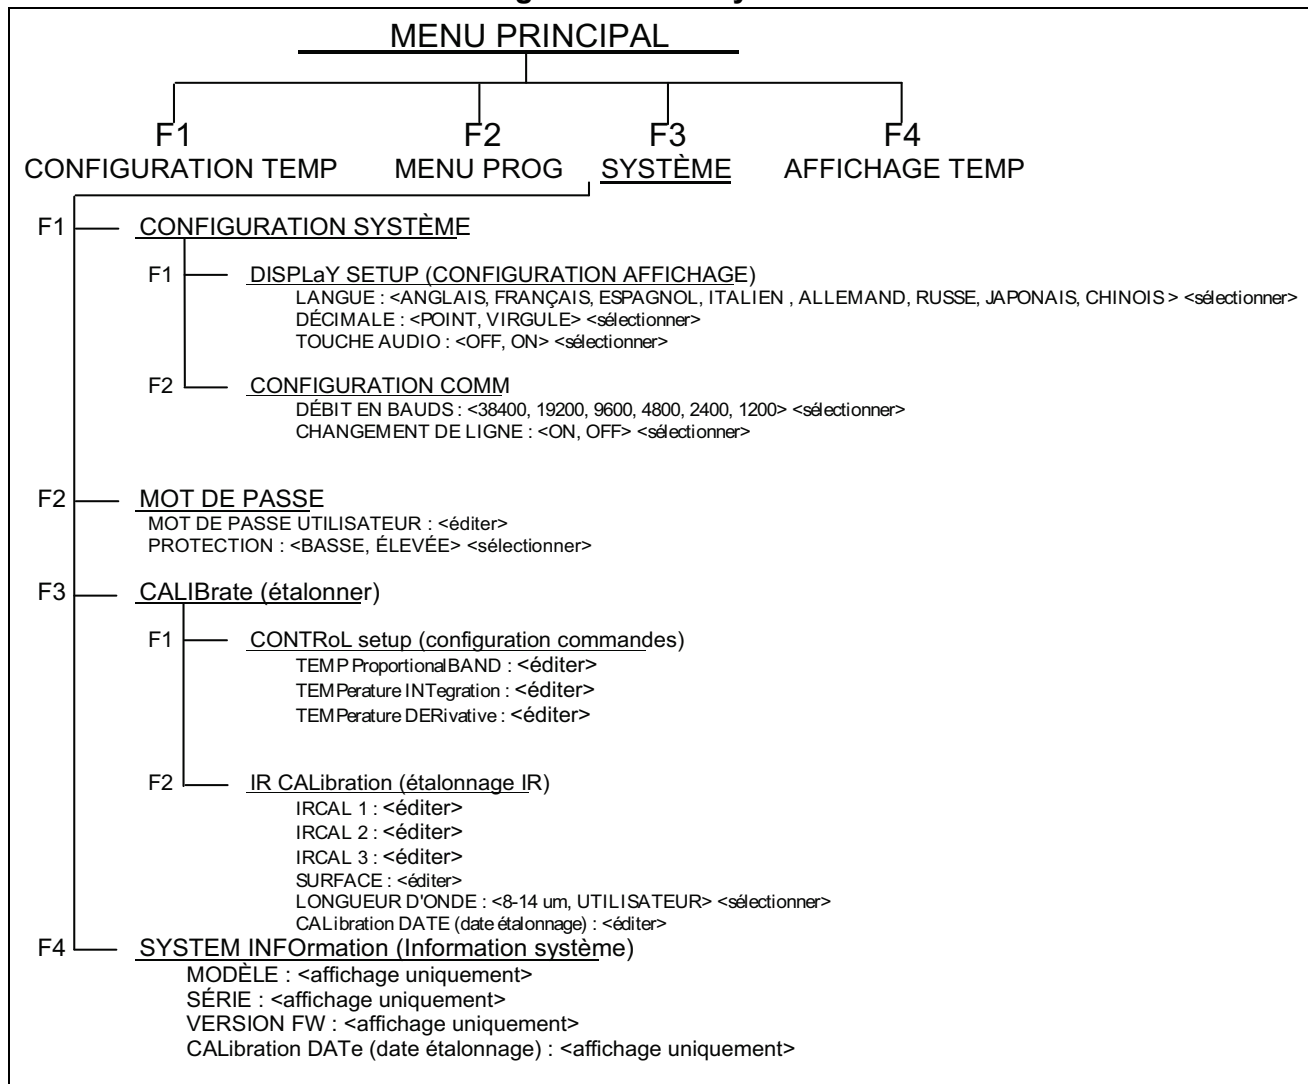 MENU PRINCIPAL
F1 F2 F3 F4
CONFIGURATION TEMP MENU PROG SYSTÈME AFFICHAGE TEMP
F1 CONFIGURATION SYSTÈME
F1 DISPLaY SETUP (CONFIGURATION AFFICHAGE)
LANGUE : <ANGLAIS, FRANÇAIS, ESPAGNOL, ITALIEN , ALLEMAND, RUSSE, JAPONAIS, CHINOIS > <sélectionner>
DÉCIMALE : <POINT, VIRGULE> <sélectionner>
TOUCHE AUDIO : <OFF, ON> <sélectionner>
F2 CONFIGURATION COMM
DÉBIT EN BAUDS : <38400, 19200, 9600, 4800, 2400, 1200> <sélectionner>
CHANGEMENT DE LIGNE : <ON, OFF> <sélectionner>
F2 MOT DE PASSE
MOT DE PASSE UTILISATEUR : <éditer>
PROTECTION : <BASSE, ÉLEVÉE> <sélectionner>
F3 CALIBrate (étalonner)
F1 CONTRoL setup (configuration commandes)
TEMP ProportionalBAND : <éditer>
TEMPerature INTegration : <éditer>
TEMPerature DERivative : <éditer>
F2 IR CALibration (étalonnage IR)
IRCAL 1 : <éditer>
IRCAL 2 : <éditer>
IRCAL 3 : <éditer>
SURFACE : <éditer>
LONGUEUR D'ONDE : <8-14 um, UTILISATEUR> <sélectionner>
CALibration DATE (date étalonnage) : <éditer>
F4 SYSTEM INFOrmation (Information système)
MODÈLE : <affichage uniquement>
SÉRIE : <affichage uniquement>
VERSION FW : <affichage uniquement>
CALibration DATe (date étalonnage) : <affichage uniquement>